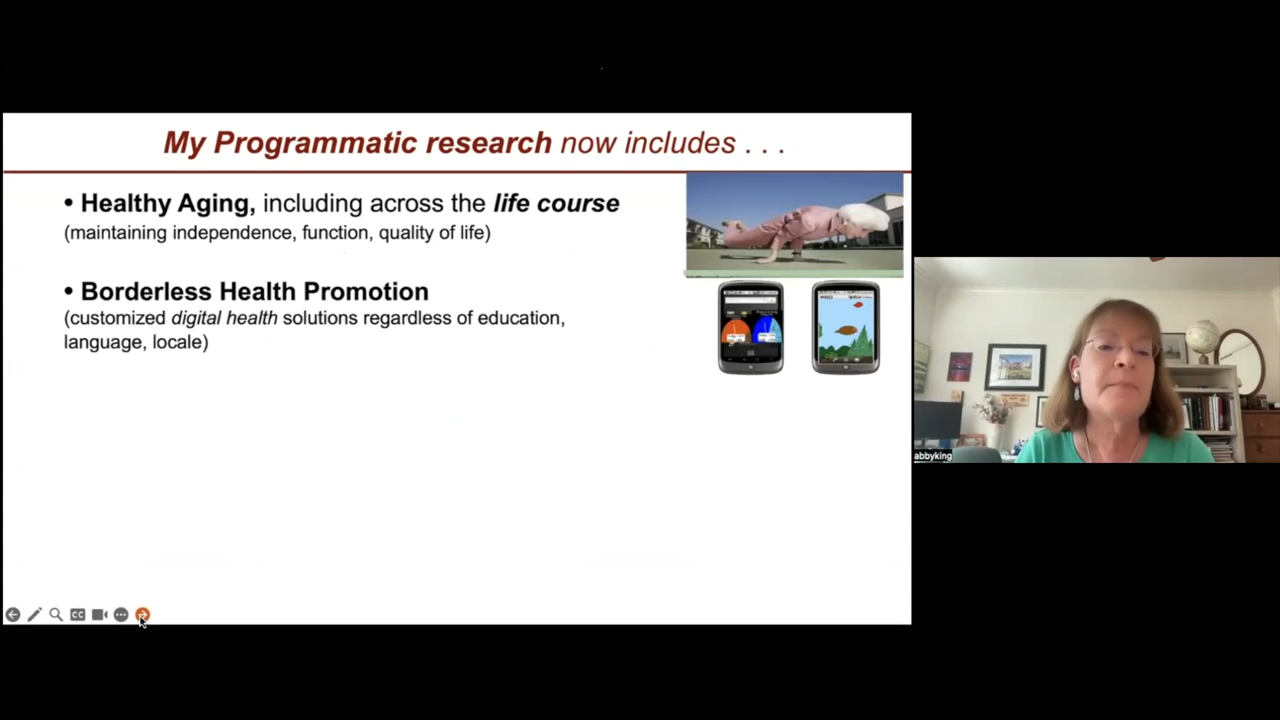 My Programmatic research now includes . . .
• Healthy Aging, including across the life course
(maintaining independence, function, quality of life)
• Borderless Health Promotion
(customized digital health solutions regardless of education,
language, locale)
CC
abbyking